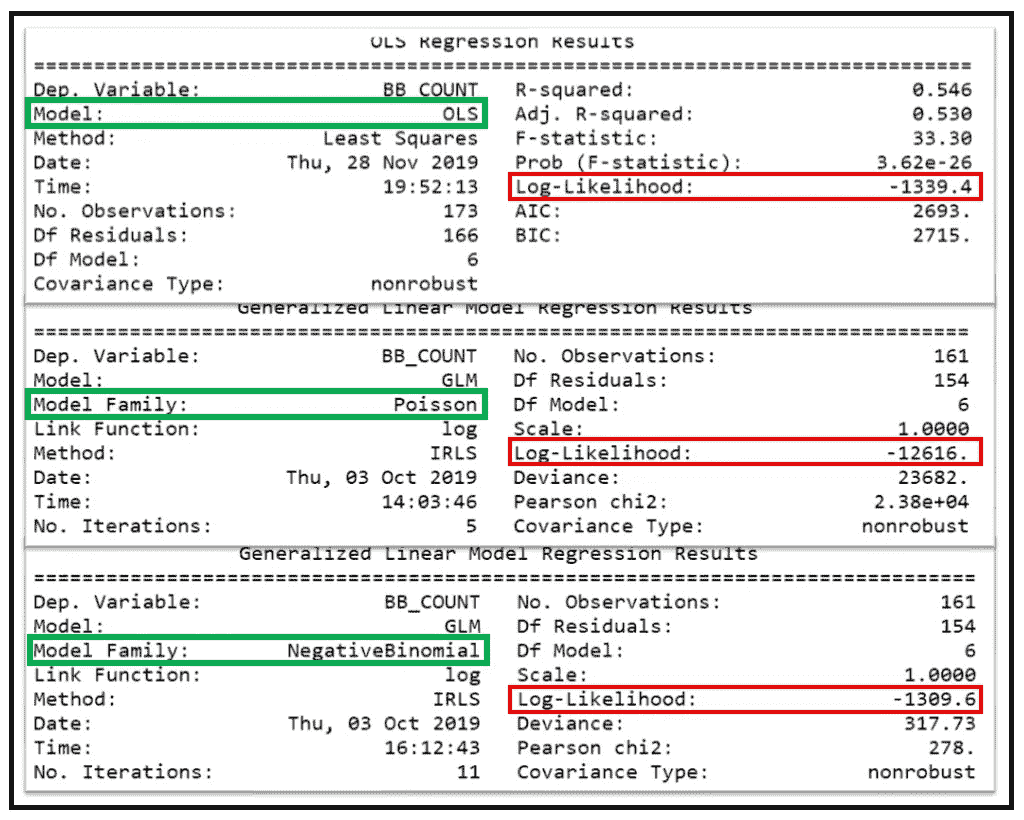 OLS Regression Results
==============================================================================
Dep. Variable: BB_COUNT R-squared: 0.546
Model: OLS Adj. R-squared: 0.530
Method: Least Squares F-statistic: 33.30
Date: Thu, 28 Nov 2019 Prob (F-statistic): 3.62e-26
Time: 19:52:13 Log-Likelihood: -1339.4
No. Observations: 173 AIC: 2693.
Df Residuals: 166 BIC: 2715.
Df Model: 6
Covariance Type: nonrobust
Generalized Linear Model Regression Results
==============================================================================
Dep. Variable: BB_COUNT No. Observations: 161
Model: GLM Df Residuals: 154
Model Family: Poisson Df Model: 6
Link Function: log Scale: 1.0000
Method: IRLS Log-Likelihood: -12616.
Date: Thu, 03 Oct 2019 Deviance: 23682.
Time: 14:03:46 Pearson chi2: 2.38e+04
No. Iterations: 5 Covariance Type: nonrobust
Generalized Linear Model Regression Results
==============================================================================
Dep. Variable: BB_COUNT No. Observations: 161
Model: GLM Df Residuals: 154
Model Family: NegativeBinomial Df Model: 6
Link Function: log Scale: 1.0000
Method: IRLS Log-Likelihood: -1309.6
Date: Thu, 03 Oct 2019 Deviance: 317.73
Time: 16:12:43 Pearson chi2: 278.
No. Iterations: 11 Covariance Type: nonrobust